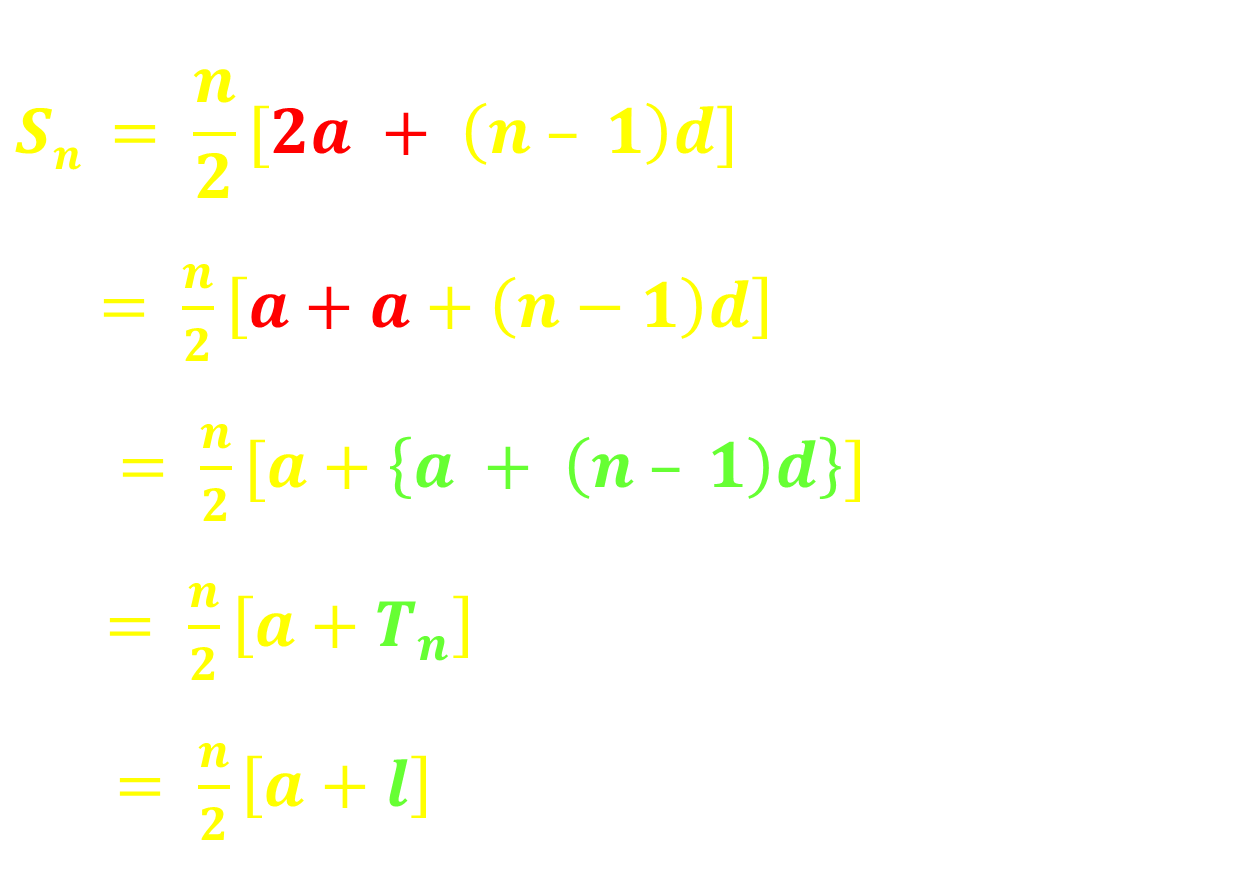 Sₙ = n/2 [2a + (n – 1)d]
= n/2 [a + a + (n − 1)d]
= n/2 [a + {a + (n – 1)d}]
= n/2 [a + Tₙ]
= n/2 [a + l]